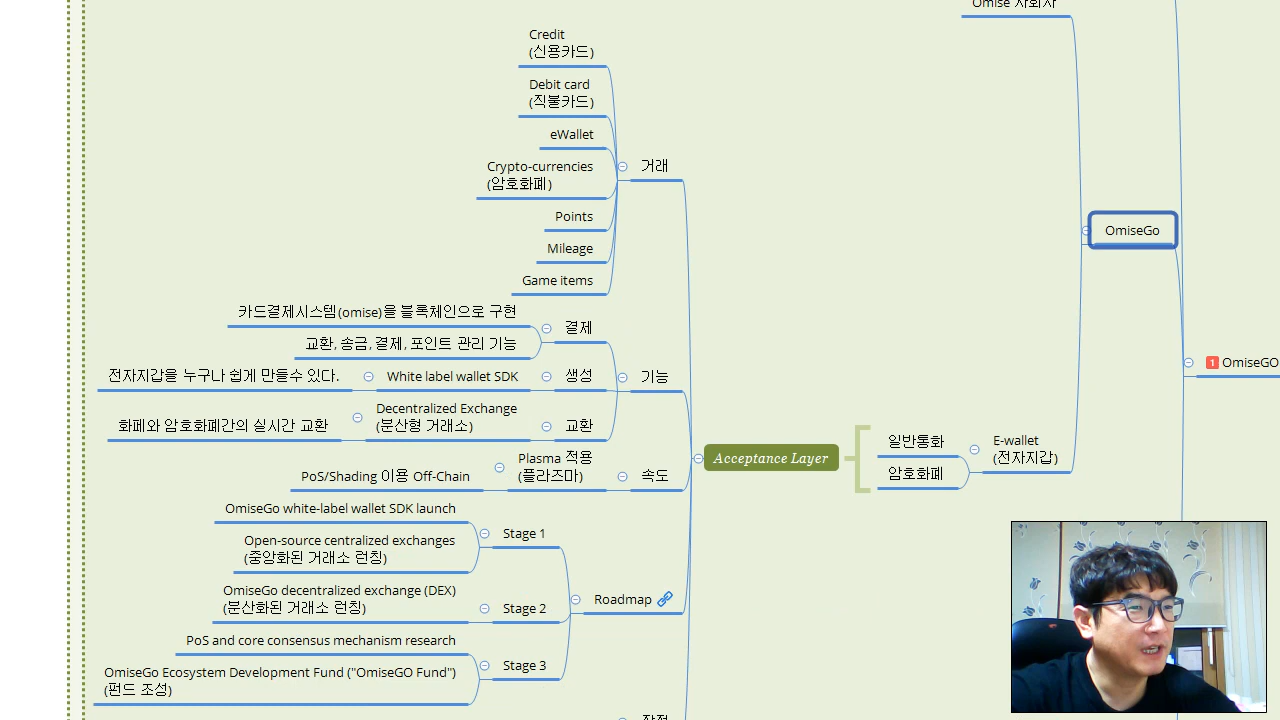 Omise 자회사
Credit
(신용카드)
Debit card
(직불카드)
eWallet
Crypto-currencies
(암호화폐)
Points
Mileage
Game items
거래
카드결제시스템(omise)을 블록체인으로 구현
교환, 송금, 결제, 포인트 관리 기능
결제
전자지갑을 누구나 쉽게 만들수 있다.
White label wallet SDK
생성
기능
화폐와 암호화폐간의 실시간 교환
Decentralized Exchange
(분산형 거래소)
교환
PoS/Shading 이용 Off-Chain
Plasma 적용
(플라즈마)
속도
OmiseGo white-label wallet SDK launch
Open-source centralized exchanges
(중앙화된 거래소 런칭)
Stage 1
OmiseGo decentralized exchange (DEX)
(분산화된 거래소 런칭)
Stage 2
PoS and core consensus mechanism research
OmiseGo Ecosystem Development Fund ("OmiseGO Fund")
(펀드 조성)
Stage 3
Roadmap
Acceptance Layer
일반통화
암호화폐
E-wallet
(전자지갑)
OmiseGo
1 OmiseGO